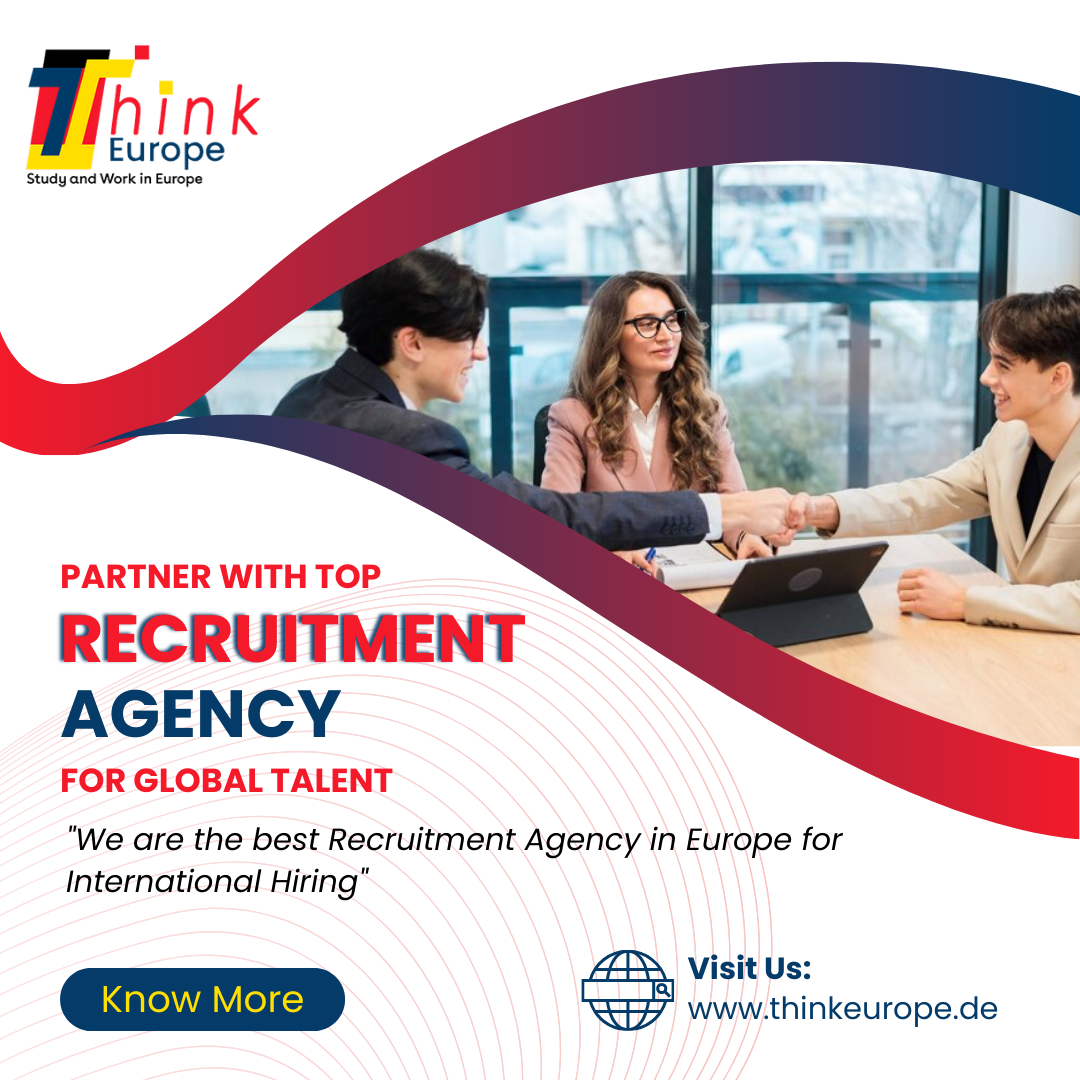 Think
Europe
Study and Work in Europe
PARTNER WITH TOP
RECRUITMENT
AGENCY
FOR GLOBAL TALENT
"We are the best Recruitment Agency in Europe for
International Hiring"
Know More
Visit Us:
www.thinkeurope.de